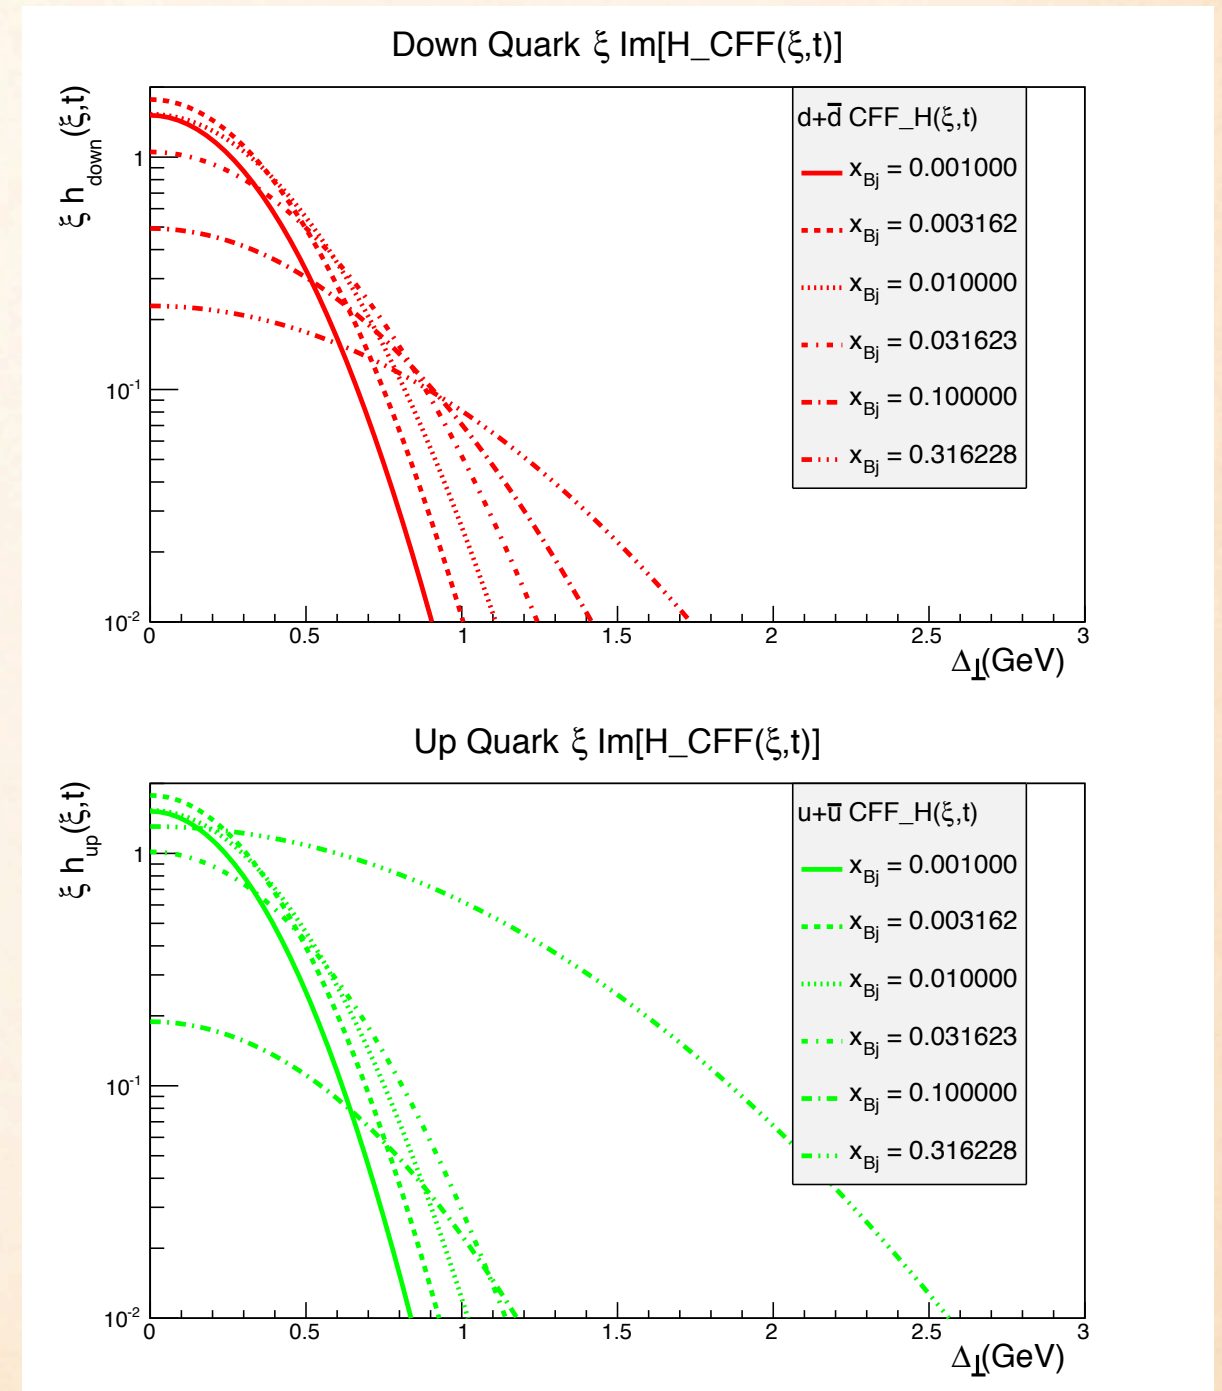 Down Quark ξ Im[H_CFF(ξ,t)]
ξ h_down(ξ,t)
d+d̅ CFF_H(ξ,t)
x_Bj = 0.001000
x_Bj = 0.003162
x_Bj = 0.010000
x_Bj = 0.031623
x_Bj = 0.100000
x_Bj = 0.316228
1
10^-1
10^-2
0 0.5 1 1.5 2 2.5 3
Δ⊥(GeV)
Up Quark ξ Im[H_CFF(ξ,t)]
ξ h_up(ξ,t)
u+u̅ CFF_H(ξ,t)
x_Bj = 0.001000
x_Bj = 0.003162
x_Bj = 0.010000
x_Bj = 0.031623
x_Bj = 0.100000
x_Bj = 0.316228
1
10^-1
10^-2
0 0.5 1 1.5 2 2.5 3
Δ⊥(GeV)